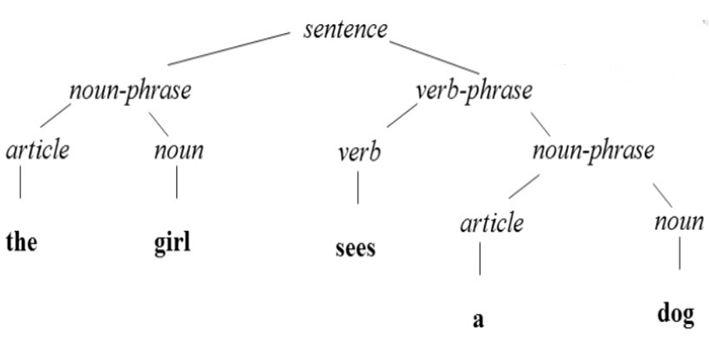 sentence
noun-phrase verb-phrase
article noun verb noun-phrase
article noun
the girl sees
a dog